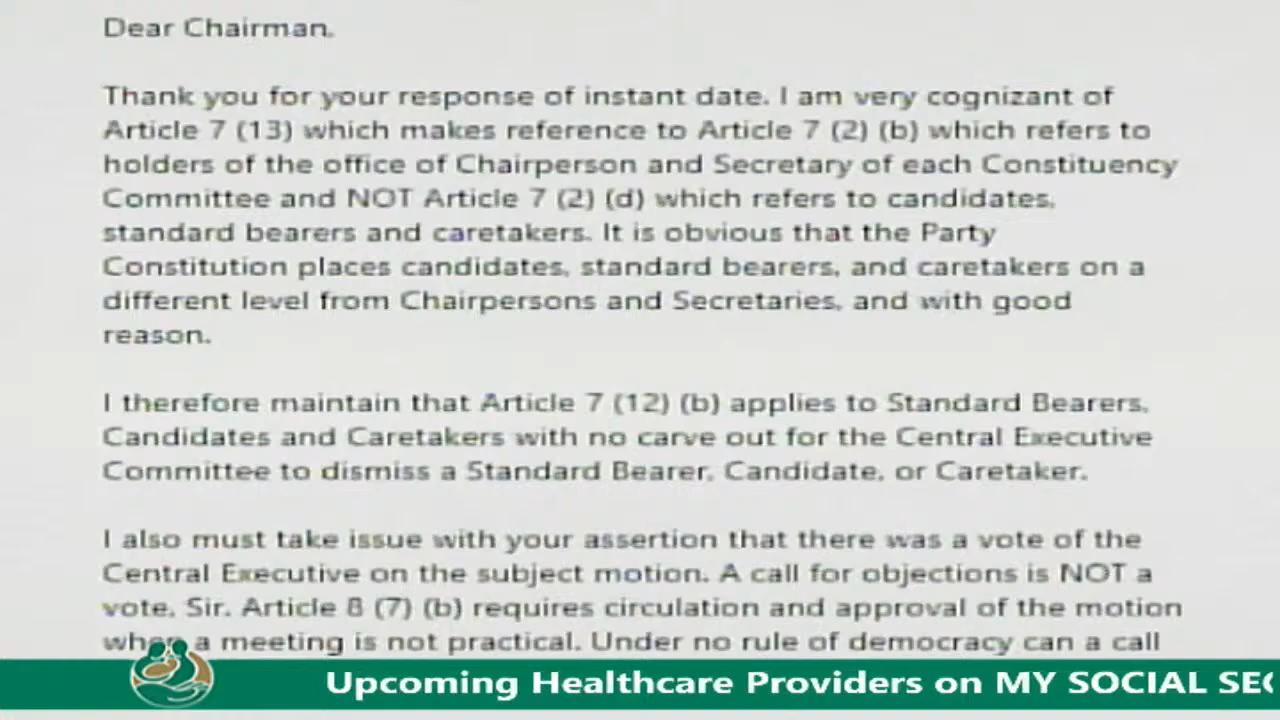 Dear Chairman,
Thank you for your response of instant date. I am very cognizant of
Article 7 (13) which makes reference to Article 7 (2) (b) which refers to
holders of the office of Chairperson and Secretary of each Constituency
Committee and NOT Article 7 (2) (d) which refers to candidates,
standard bearers and caretakers. It is obvious that the Party
Constitution places candidates, standard bearers, and caretakers on a
different level from Chairpersons and Secretaries, and with good
reason.
I therefore maintain that Article 7 (12) (b) applies to Standard Bearers,
Candidates and Caretakers with no carve out for the Central Executive
Committee to dismiss a Standard Bearer, Candidate, or Caretaker.
I also must take issue with your assertion that there was a vote of the
Central Executive on the subject motion. A call for objections is NOT a
vote, Sir. Article 8 (7) (b) requires circulation and approval of the motion
when a meeting is not practical. Under no rule of democracy can a call
Upcoming Healthcare Providers on MY SOCIAL SEC